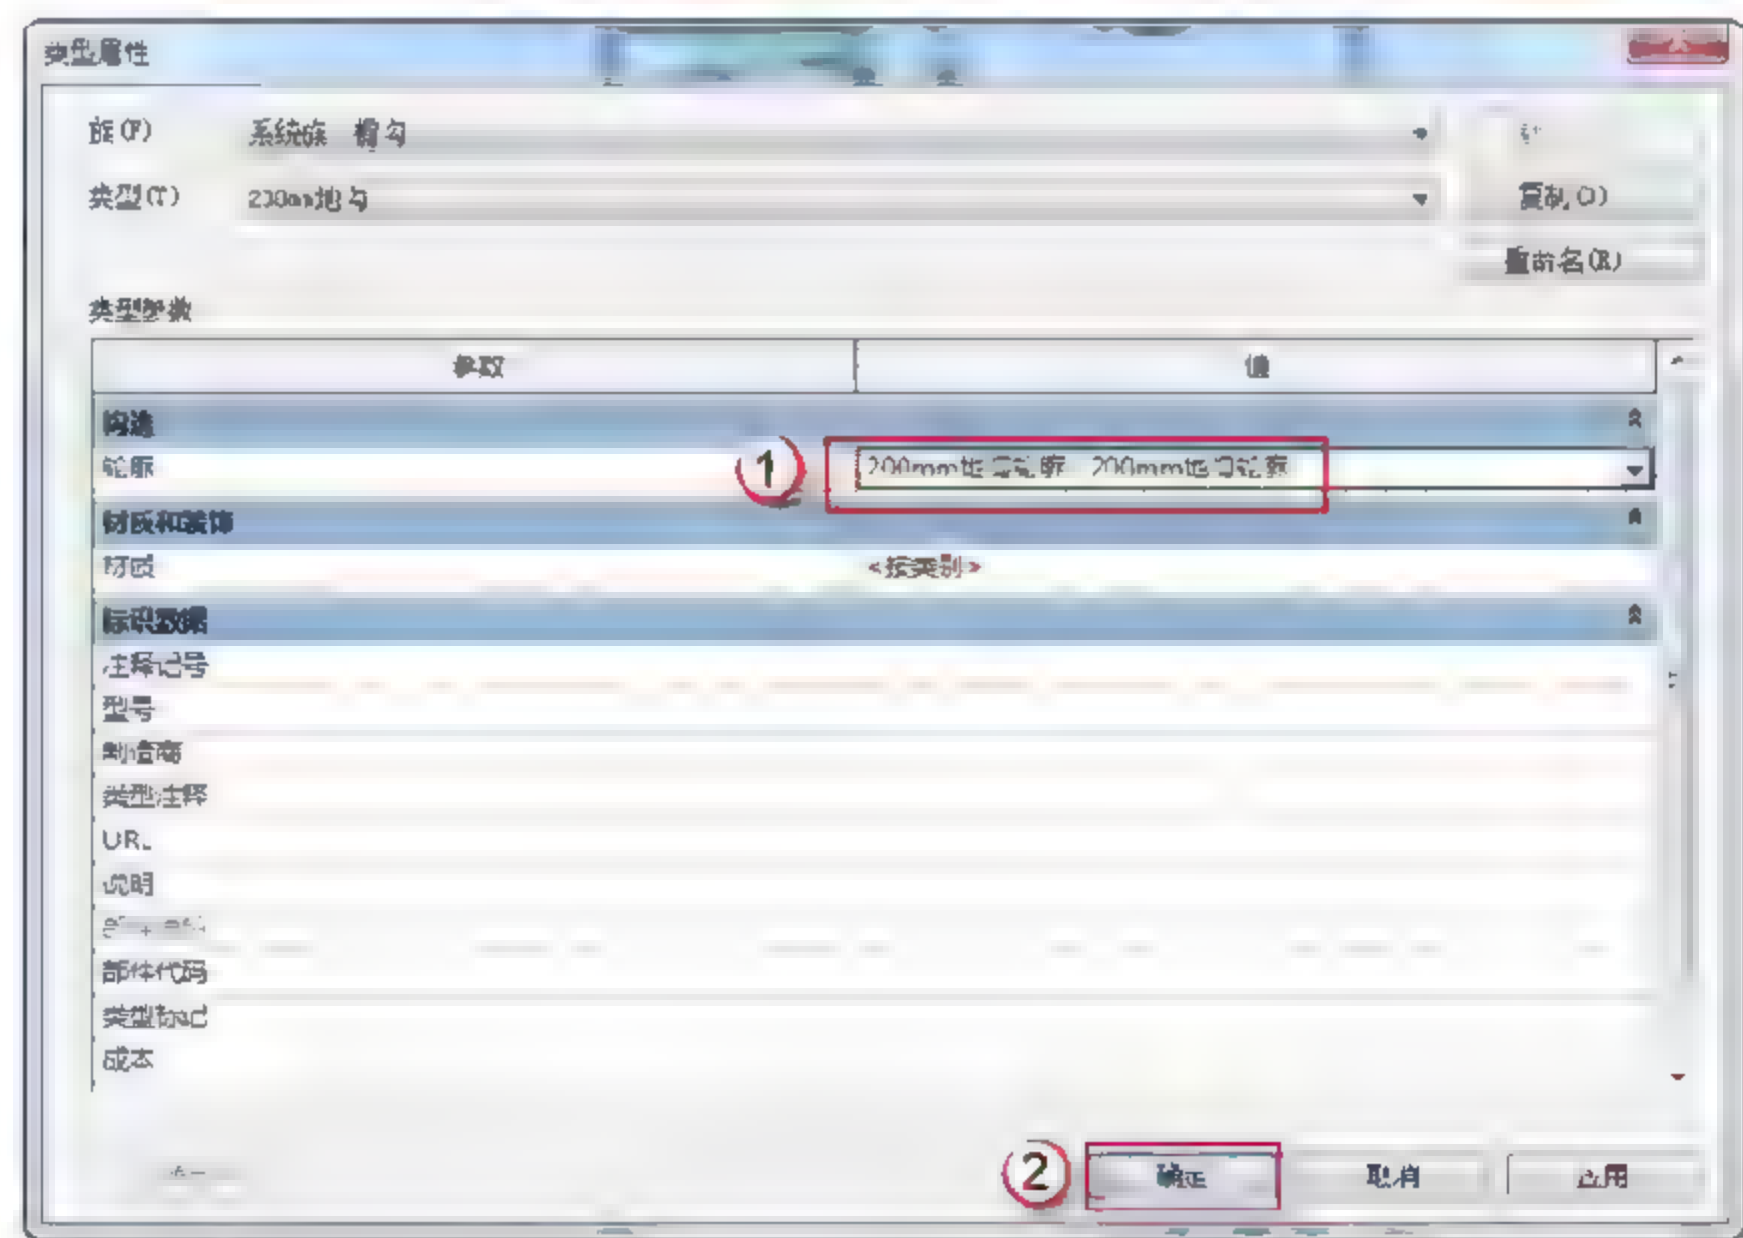 类型属性
族(F) 系统族 檐沟
类型(T) 200mm地沟
复制(D)
重命名(R)
类型参数
参数 值
构造
轮廓 ① 200mm地沟轮廓 200mm地沟轮廓
材质和装饰
材质 <按类别>
标识数据
注释记号
型号
制造商
类型注释
URL
说明
部件代码
类型标记
成本
② 确定 取消 应用